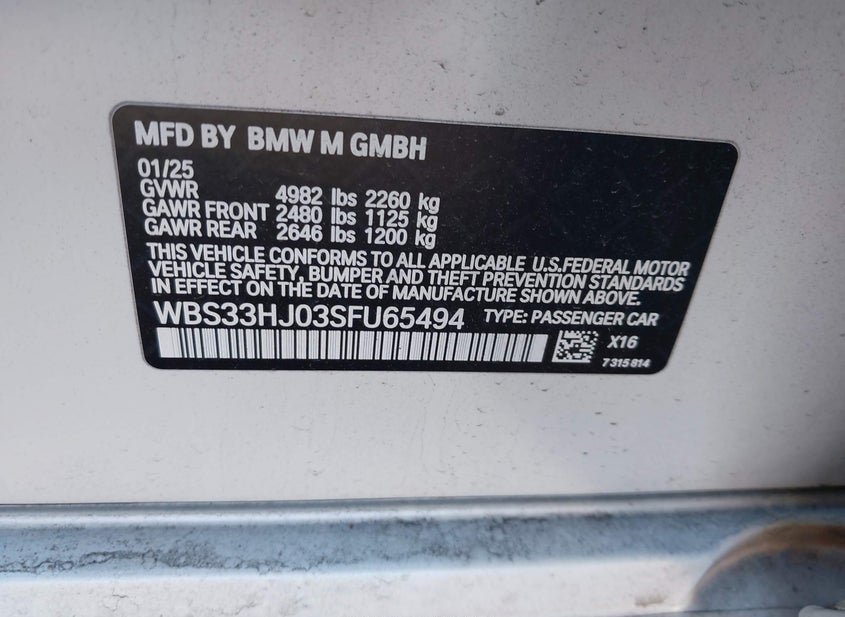 MFD BY BMW M GMBH
01/25
GVWR 4982 lbs 2260 kg
GAWR FRONT 2480 lbs 1125 kg
GAWR REAR 2646 lbs 1200 kg
THIS VEHICLE CONFORMS TO ALL APPLICABLE U.S.FEDERAL MOTOR
VEHICLE SAFETY, BUMPER AND THEFT PREVENTION STANDARDS
IN EFFECT ON THE DATE OF MANUFACTURE SHOWN ABOVE.
WBS33HJ03SFU65494 TYPE: PASSENGER CAR
X16
7315814